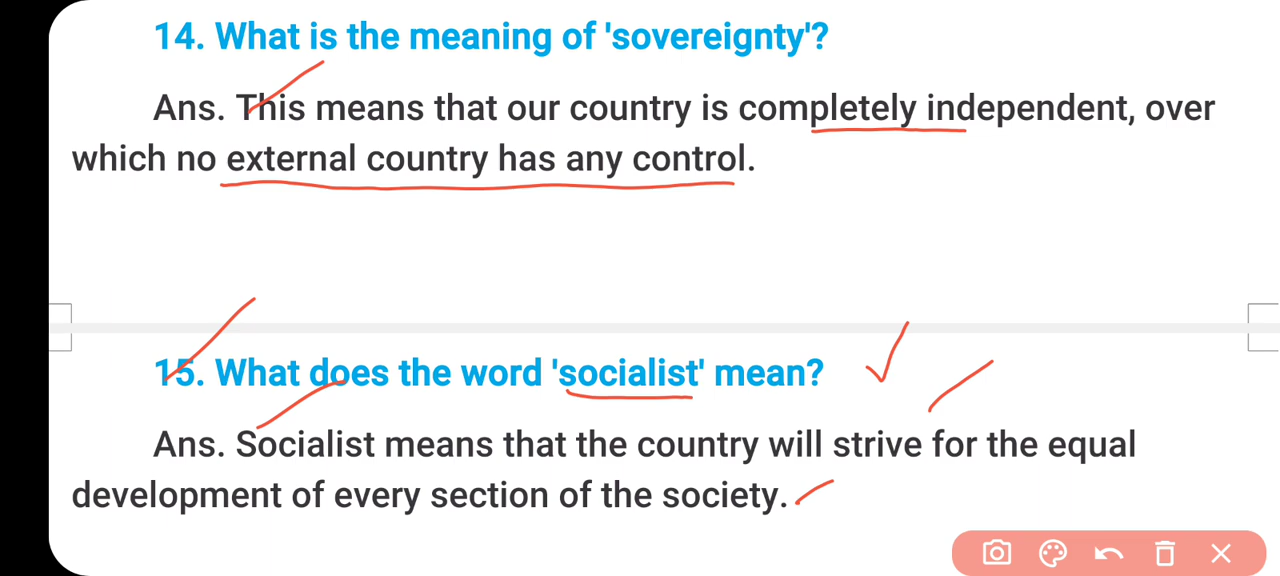 14. What is the meaning of 'sovereignty'?
Ans. This means that our country is completely independent, over
which no external country has any control.
15. What does the word 'socialist' mean?
Ans. Socialist means that the country will strive for the equal
development of every section of the society.